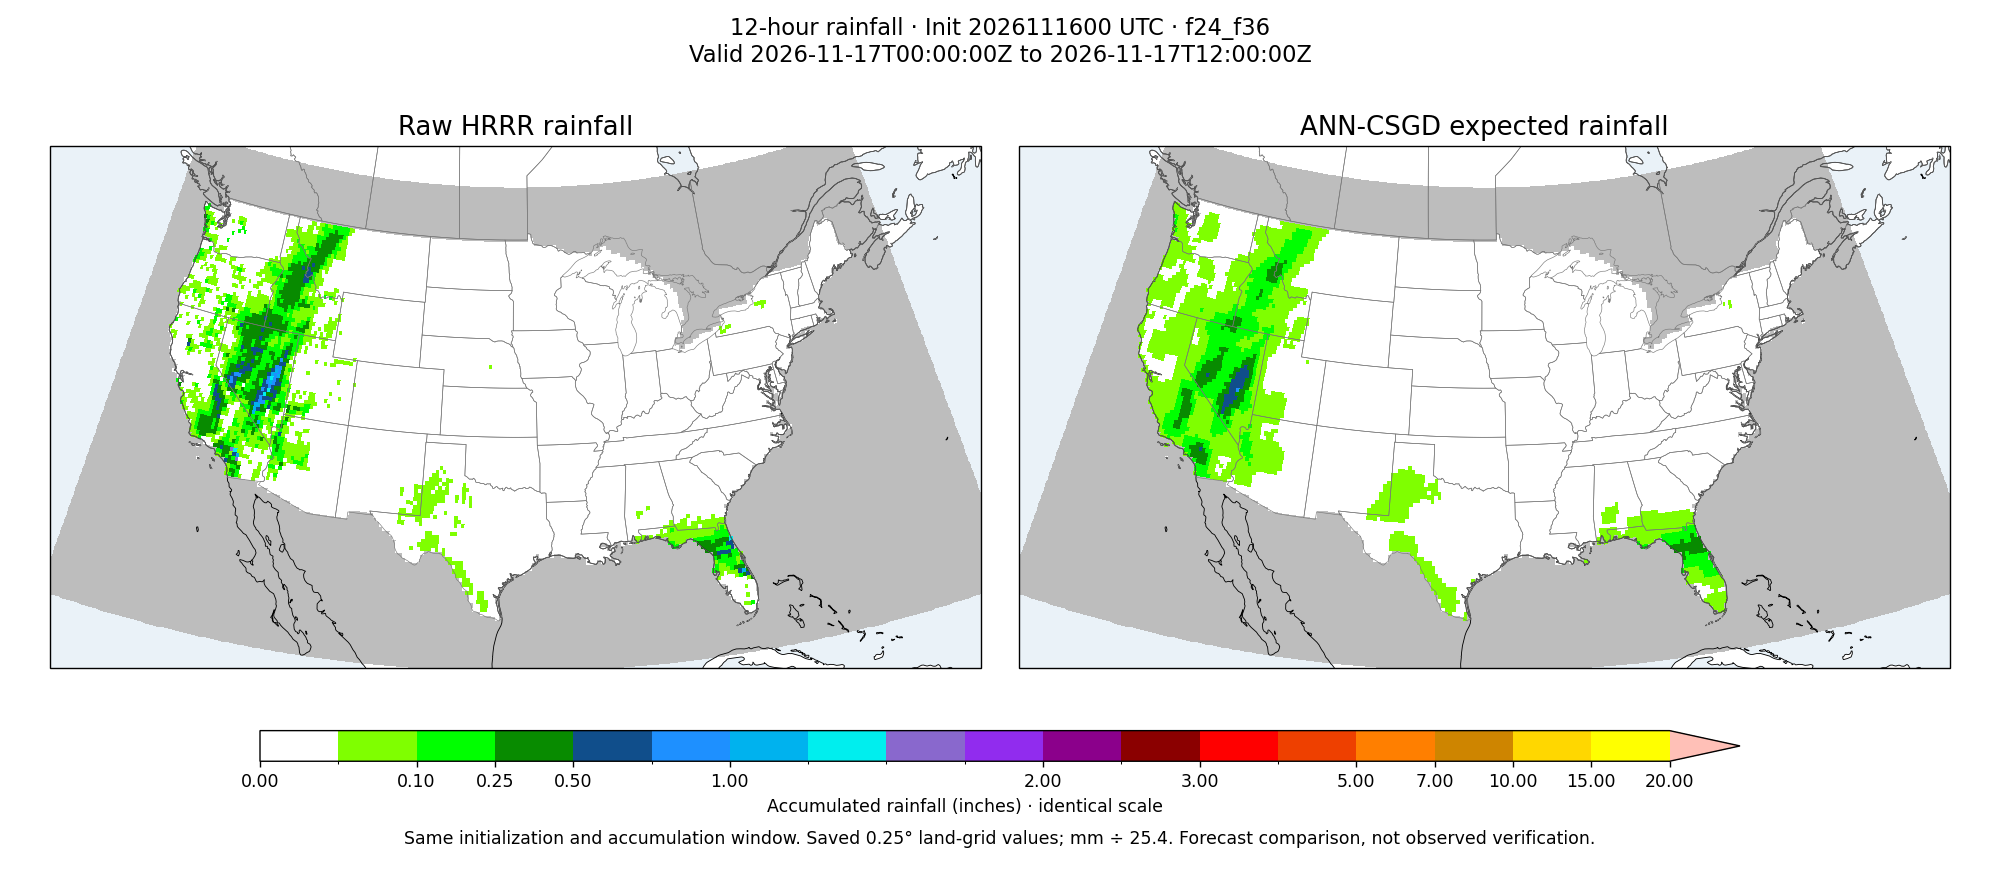 12-hour rainfall · Init 2026111600 UTC · f24_f36
Valid 2026-11-17T00:00:00Z to 2026-11-17T12:00:00Z
Raw HRRR rainfall
ANN-CSGD expected rainfall
0.00 0.10 0.25 0.50 1.00 2.00 3.00 5.00 7.00 10.00 15.00 20.00
Accumulated rainfall (inches) · identical scale
Same initialization and accumulation window. Saved 0.25° land-grid values; mm ÷ 25.4. Forecast comparison, not observed verification.